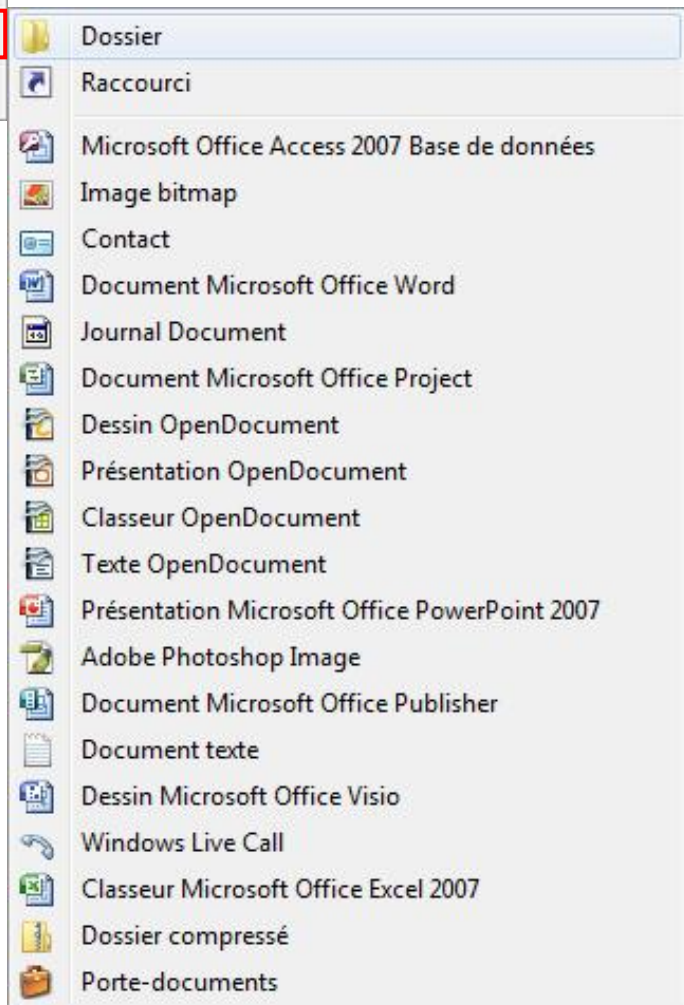 Dossier
Raccourci
Microsoft Office Access 2007 Base de données
Image bitmap
Contact
Document Microsoft Office Word
Journal Document
Document Microsoft Office Project
Dessin OpenDocument
Présentation OpenDocument
Classeur OpenDocument
Texte OpenDocument
Présentation Microsoft Office PowerPoint 2007
Adobe Photoshop Image
Document Microsoft Office Publisher
Document texte
Dessin Microsoft Office Visio
Windows Live Call
Classeur Microsoft Office Excel 2007
Dossier compressé
Porte-documents